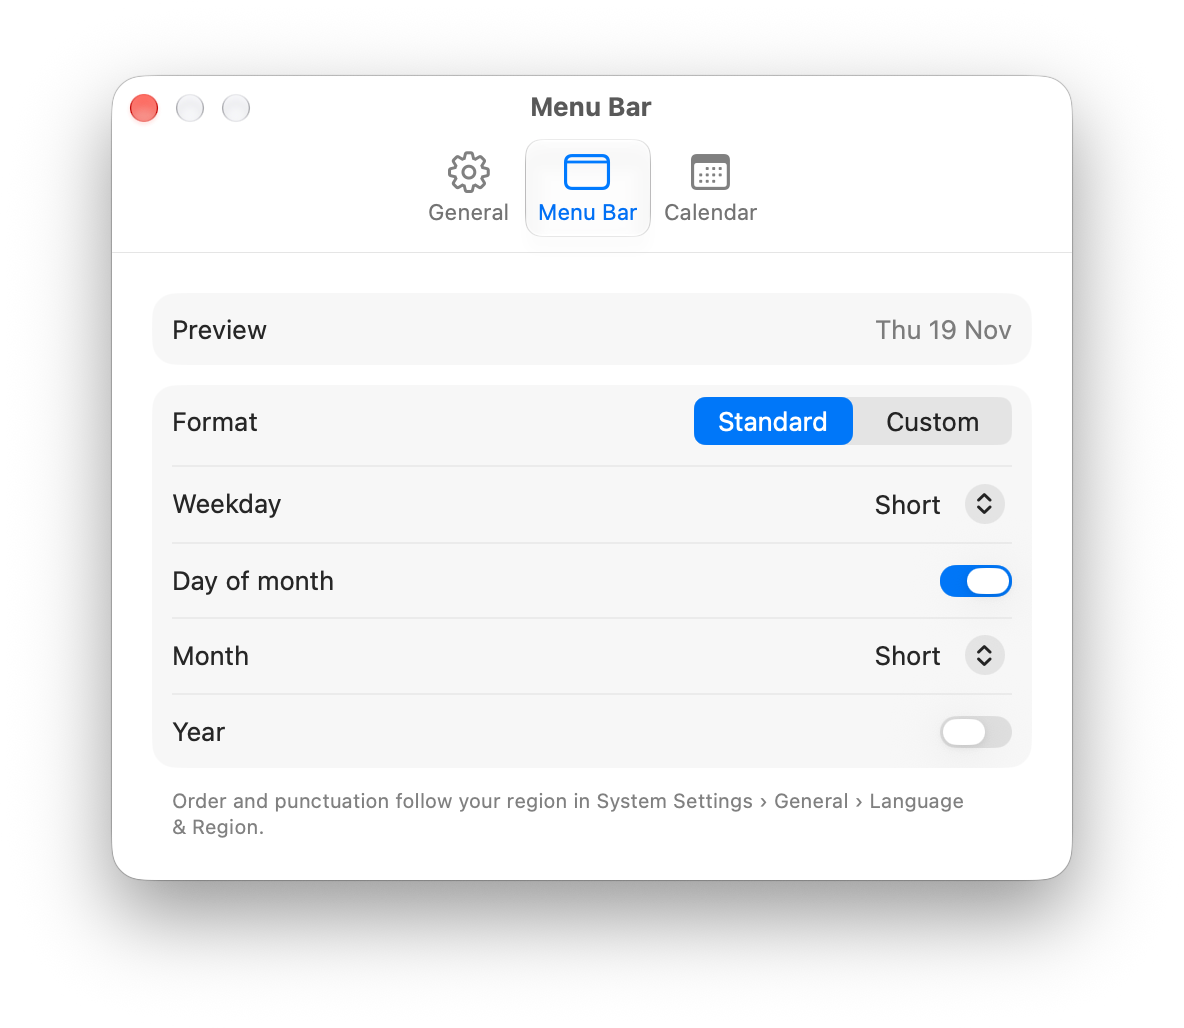 Menu Bar
General
Menu Bar
Calendar
Preview
Thu 19 Nov
Format
Standard
Custom
Weekday
Short
Day of month
Month
Short
Year
Order and punctuation follow your region in System Settings › General › Language
& Region.